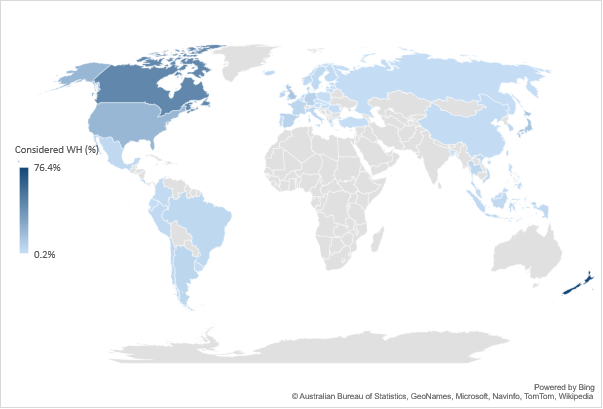 Considered WH (%)
76.4%
0.2%
Powered by Bing
© Australian Bureau of Statistics, GeoNames, Microsoft, Navinfo, TomTom, Wikipedia